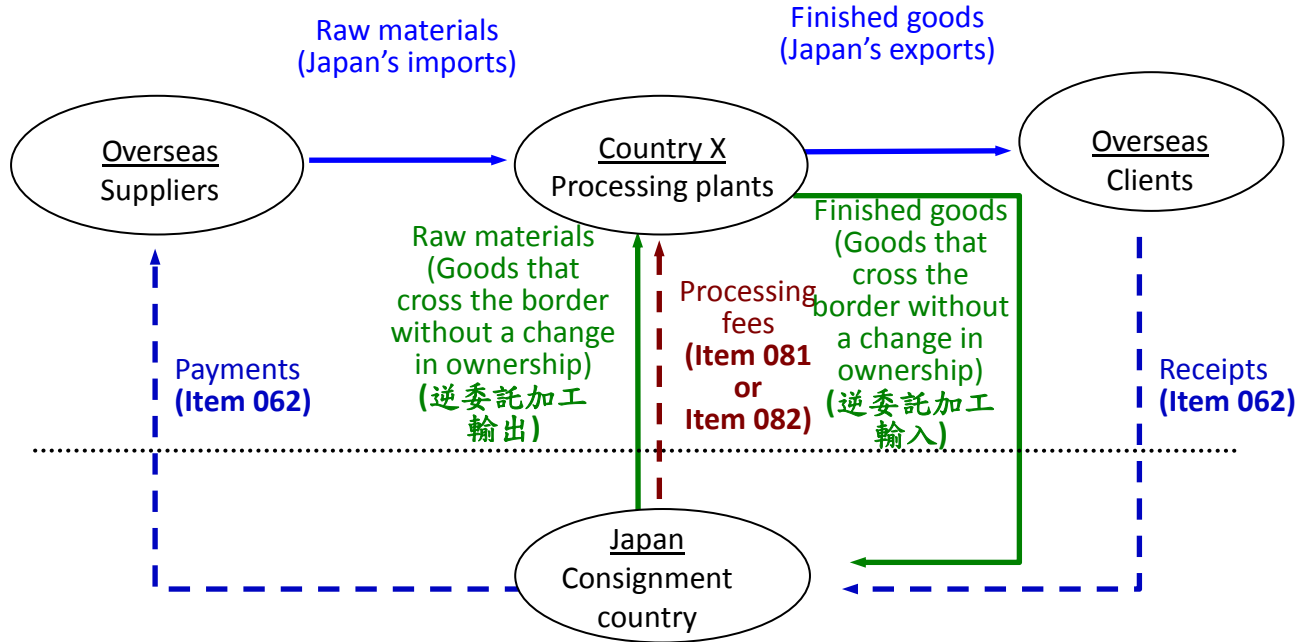 Raw materials
(Japan's imports)
Finished goods
(Japan's exports)
Overseas
Suppliers
Country X
Processing plants
Overseas
Clients
Raw materials
(Goods that
cross the border
without a change
in ownership)
(逆委託加工
輸出)
Processing
fees
(Item 081
or
Item 082)
Finished goods
(Goods that
cross the
border without
a change in
ownership)
(逆委託加工
輸入)
Payments
(Item 062)
Receipts
(Item 062)
Japan
Consignment
country